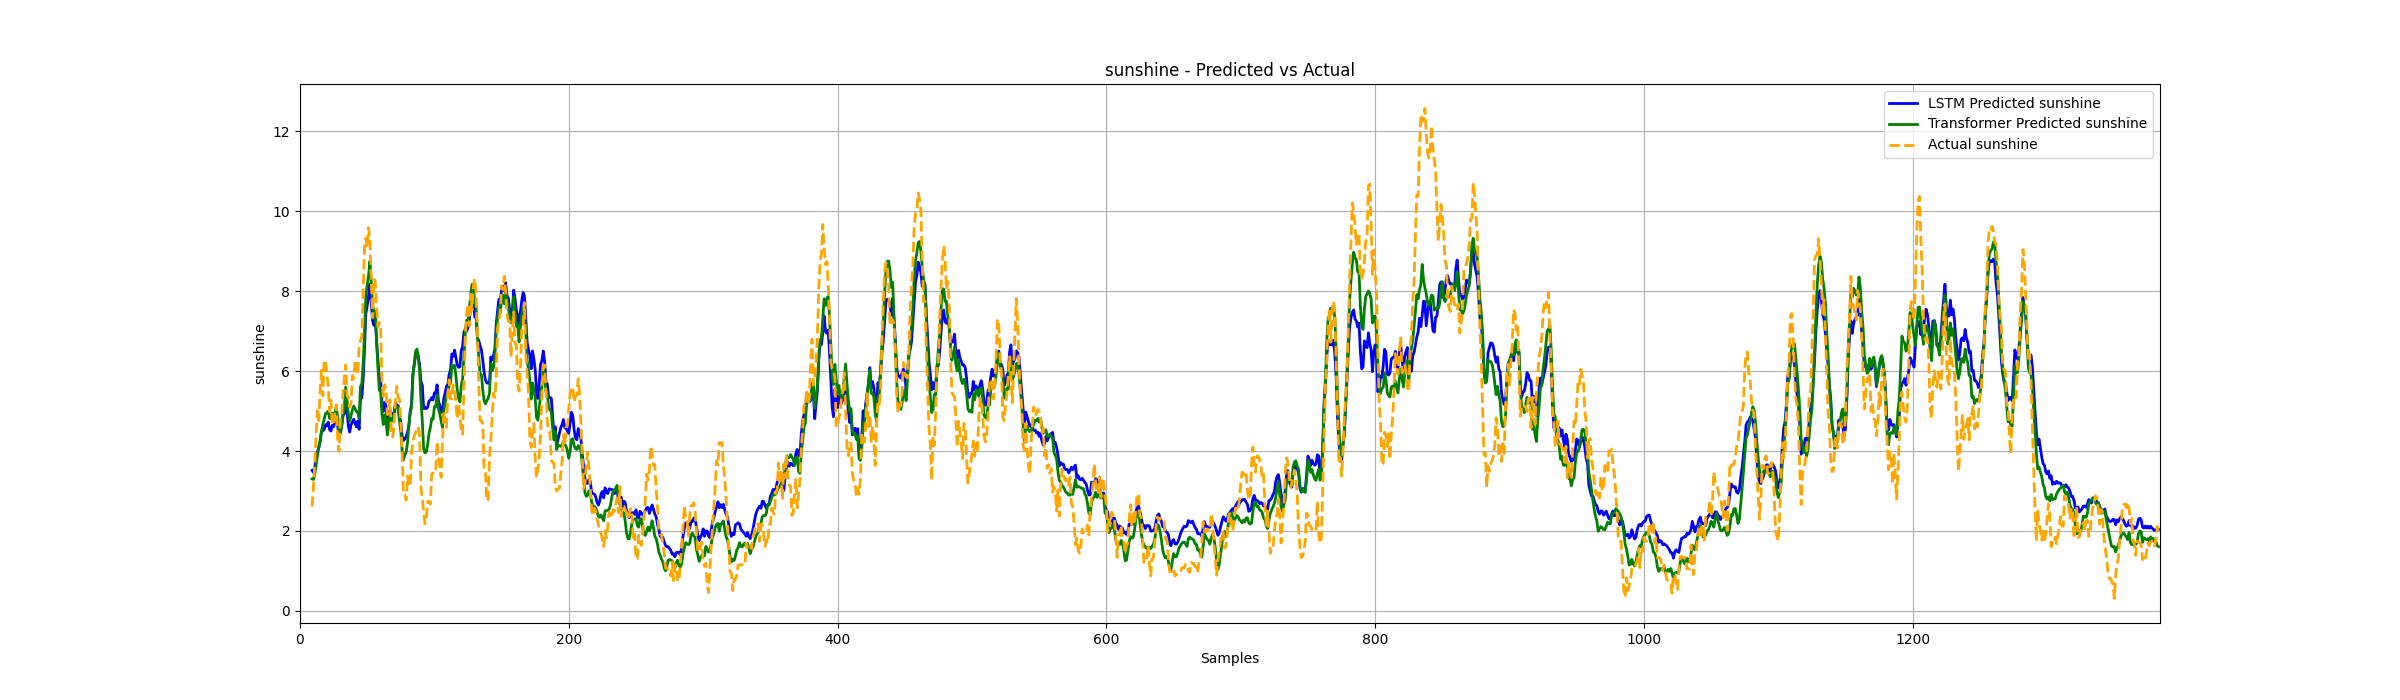 sunshine - Predicted vs Actual
LSTM Predicted sunshine
Transformer Predicted sunshine
Actual sunshine
sunshine
12
10
8
6
4
2
0
0 200 400 600 800 1000 1200
Samples